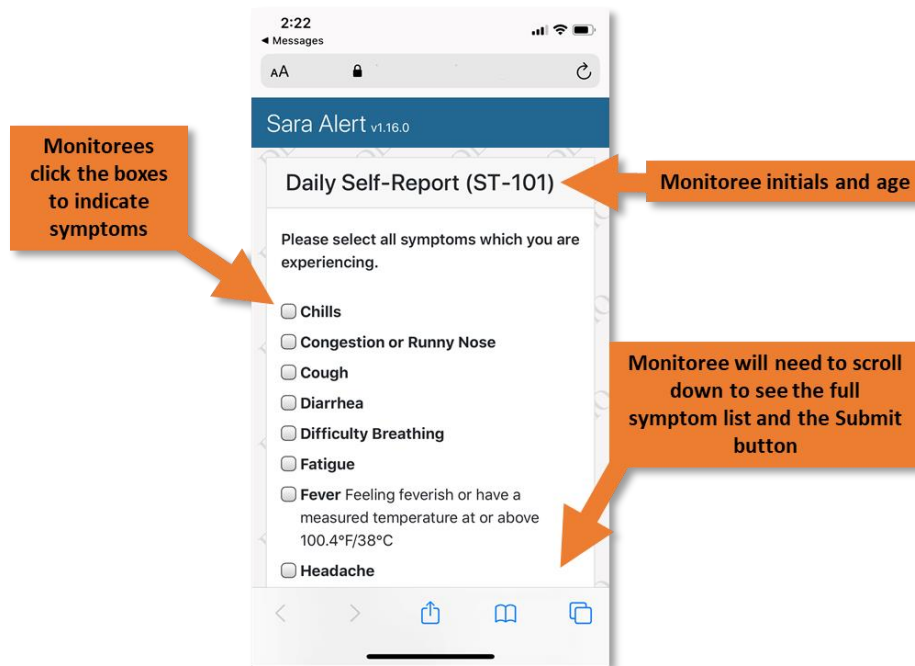 2:22
Messages
AA
Sara Alert v1.16.0
Daily Self-Report (ST-101)
Please select all symptoms which you are
experiencing.
Chills
Congestion or Runny Nose
Cough
Diarrhea
Difficulty Breathing
Fatigue
Fever Feeling feverish or have a
measured temperature at or above
100.4°F/38°C
Headache
Monitorees
click the boxes
to indicate
symptoms
Monitoree initials and age
Monitoree will need to scroll
down to see the full
symptom list and the Submit
button